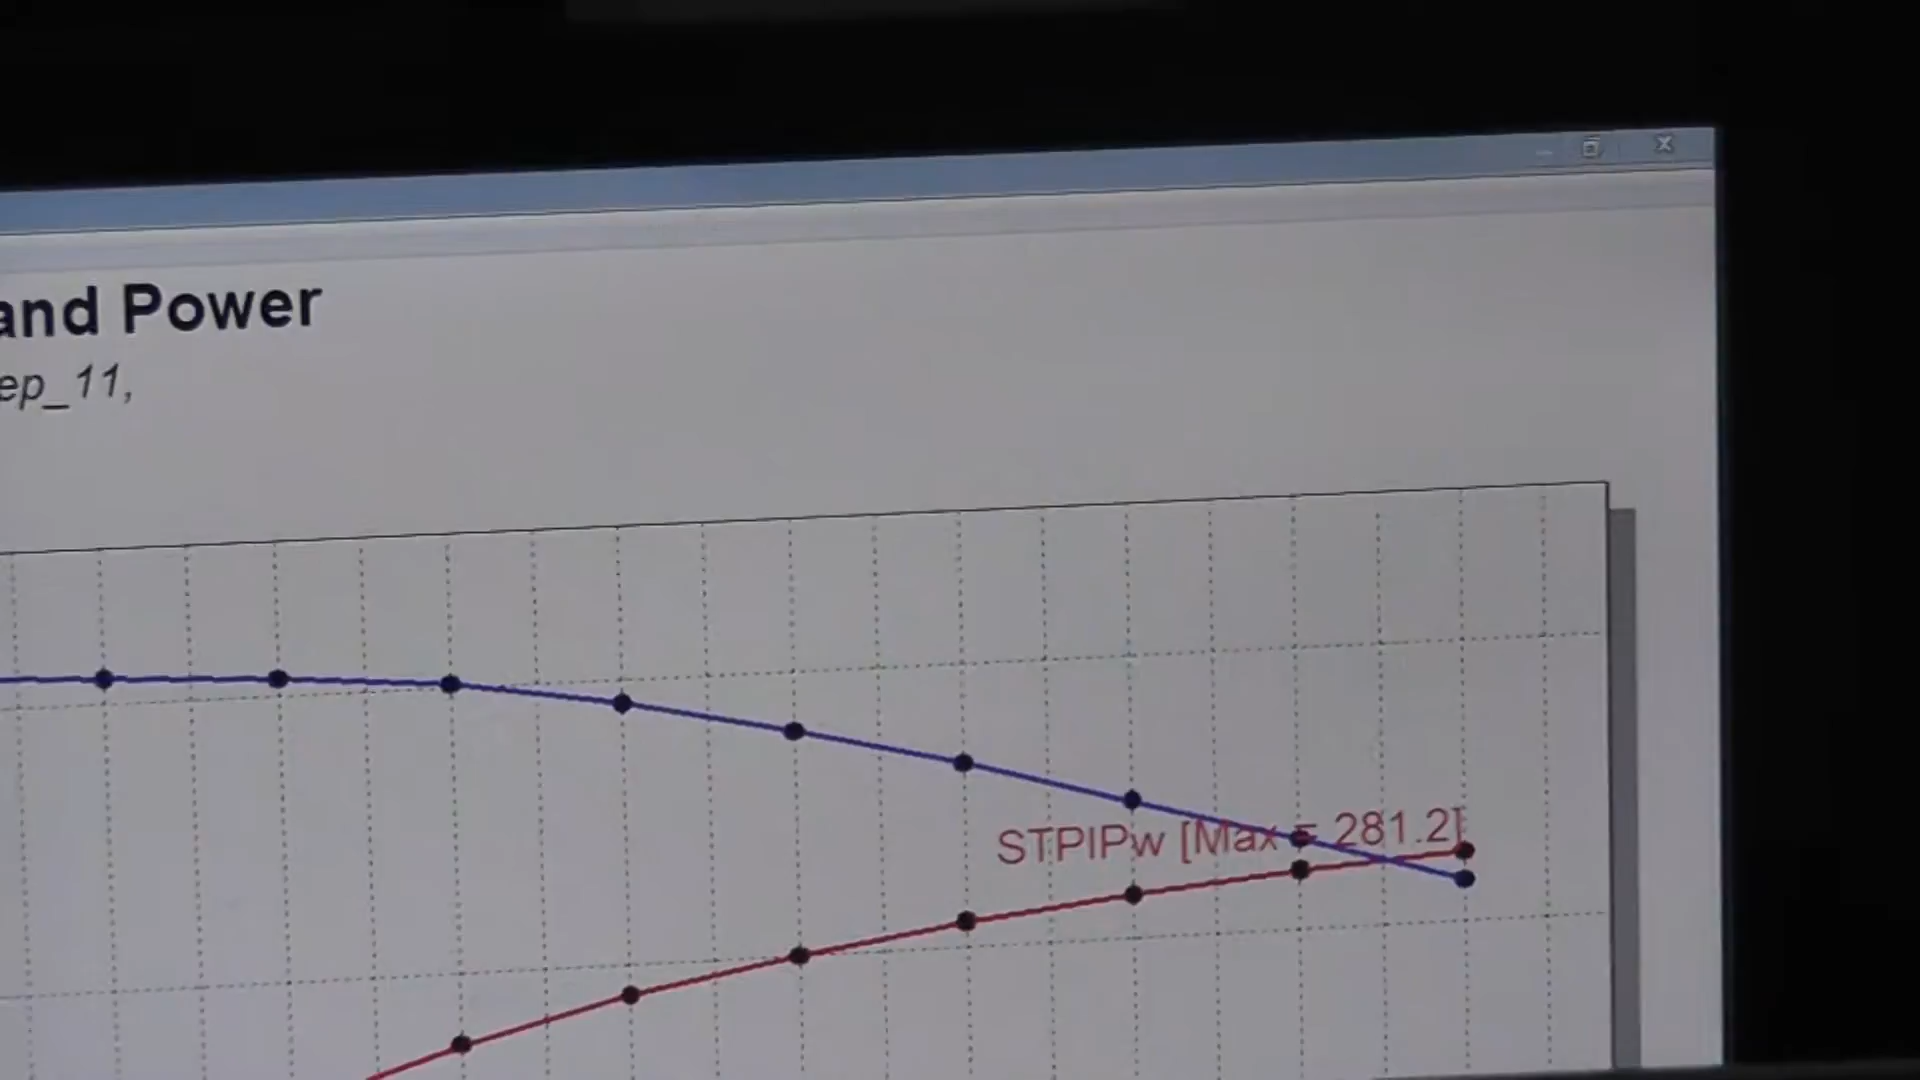 and Power
ep_11,
STPIPw [Max = 281.2]